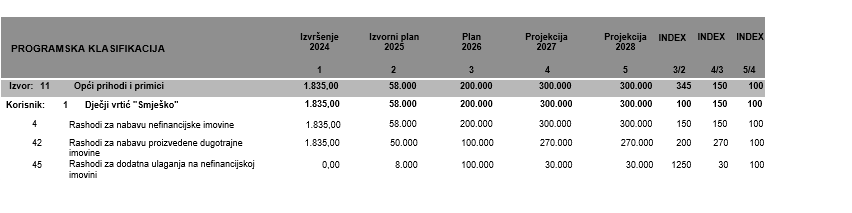 PROGRAMSKA KLASIFIKACIJA Izvršenje 2024 Izvorni plan 2025 Plan 2026 Projekcija 2027 Projekcija 2028 INDEX INDEX INDEX
1 2 3 4 5 3/2 4/3 5/4
Izvor: 11 Opći prihodi i primici 1.835,00 58.000 200.000 300.000 300.000 345 150 100
Korisnik: 1 Dječji vrtić "Smješko" 1.835,00 58.000 200.000 300.000 300.000 100 150 100
4 Rashodi za nabavu nefinancijske imovine 1.835,00 58.000 200.000 300.000 300.000 150 150 100
42 Rashodi za nabavu proizvedene dugotrajne imovine 1.835,00 50.000 100.000 270.000 270.000 200 270 100
45 Rashodi za dodatna ulaganja na nefinancijskoj imovini 0,00 8.000 100.000 30.000 30.000 1250 30 100